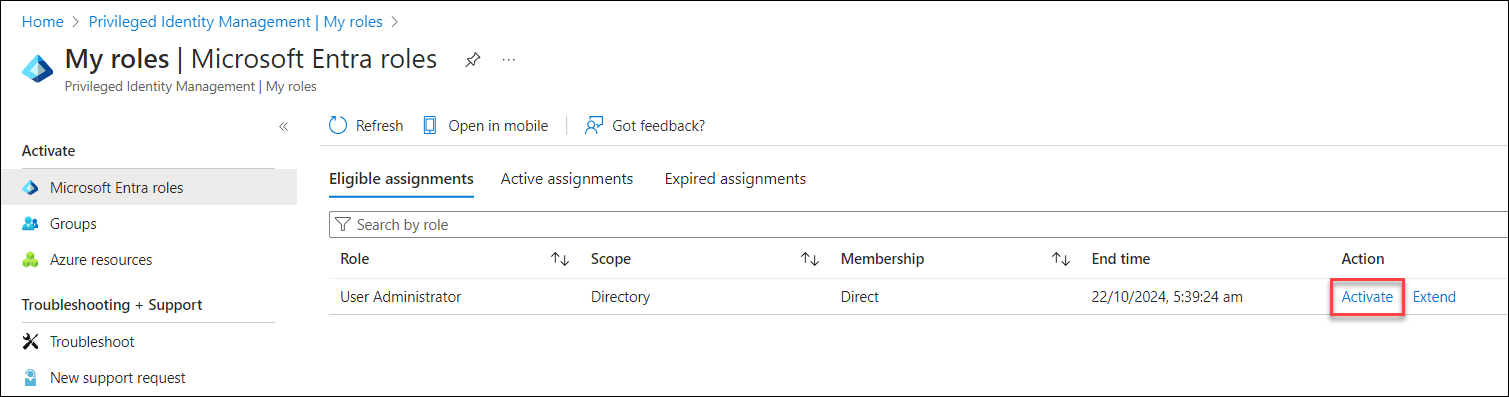 Home > Privileged Identity Management | My roles >
My roles | Microsoft Entra roles
Privileged Identity Management | My roles
Refresh Open in mobile Got feedback?
Activate
Microsoft Entra roles
Groups
Azure resources
Troubleshooting + Support
Troubleshoot
New support request
Eligible assignments Active assignments Expired assignments
Search by role
Role Scope Membership End time Action
User Administrator Directory Direct 22/10/2024, 5:39:24 am Activate Extend